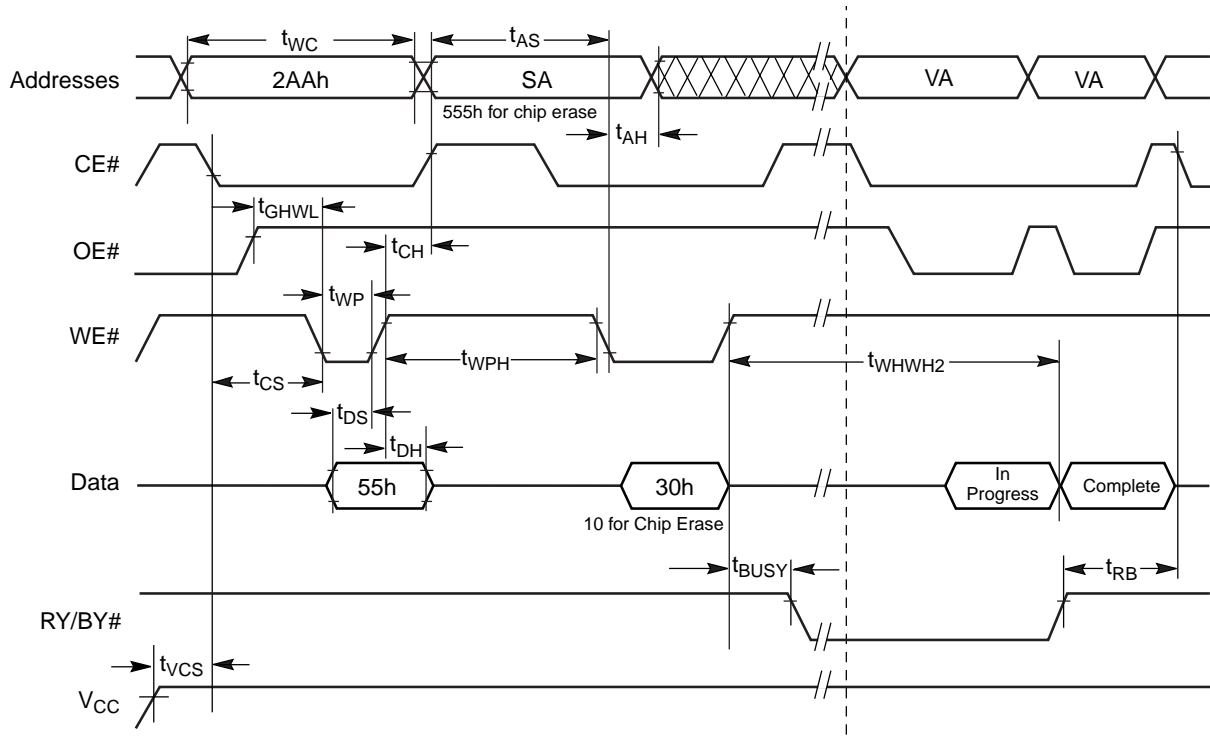 tWC
tAS
Addresses
2AAh
SA
VA
VA
555h for chip erase
tAH
CE#
tGHWL
OE#
tCH
tWP
WE#
tWPH
tWHWH2
tCS
tDS
tDH
Data
55h
30h
In
Progress
Complete
10 for Chip Erase
tBUSY
tRB
RY/BY#
tVCS
VCC